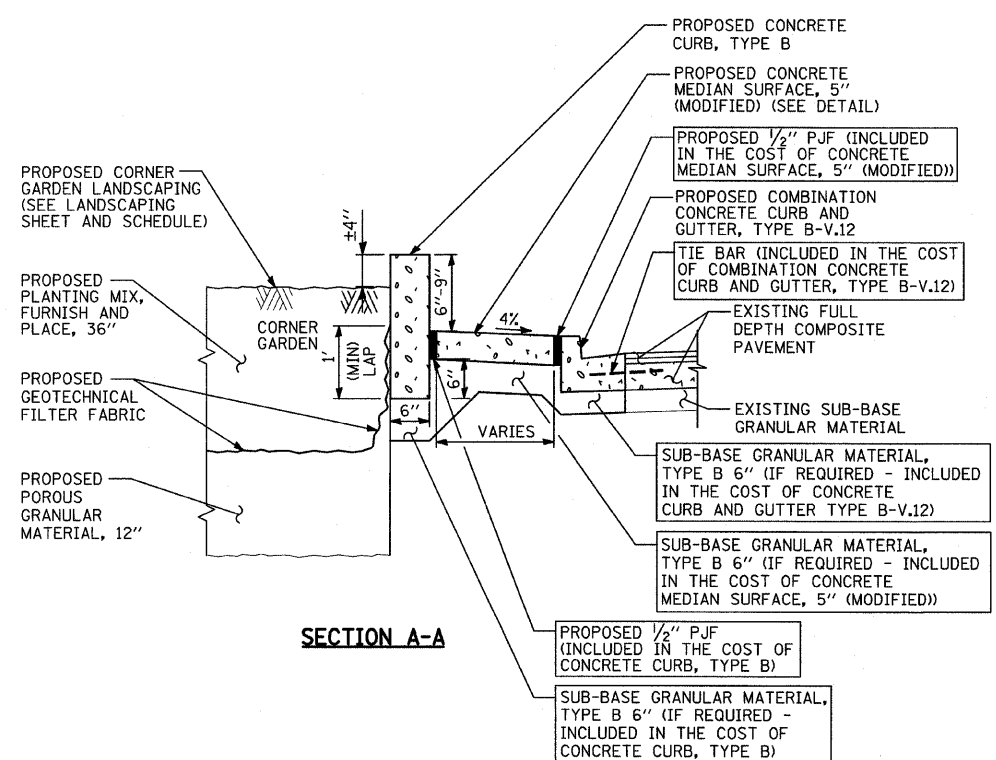 PROPOSED CONCRETE
CURB, TYPE B
PROPOSED CONCRETE
MEDIAN SURFACE, 5"
(MODIFIED) (SEE DETAIL)
PROPOSED 1/2" PJF (INCLUDED
IN THE COST OF CONCRETE
MEDIAN SURFACE, 5" (MODIFIED))
PROPOSED COMBINATION
CONCRETE CURB AND
GUTTER, TYPE B-V.12
TIE BAR (INCLUDED IN THE COST
OF COMBINATION CONCRETE
CURB AND GUTTER, TYPE B-V.12)
EXISTING FULL
DEPTH COMPOSITE
PAVEMENT
EXISTING SUB-BASE
GRANULAR MATERIAL
SUB-BASE GRANULAR MATERIAL,
TYPE B 6" (IF REQUIRED - INCLUDED
IN THE COST OF CONCRETE
CURB AND GUTTER TYPE B-V.12)
SUB-BASE GRANULAR MATERIAL,
TYPE B 6" (IF REQUIRED - INCLUDED
IN THE COST OF CONCRETE
MEDIAN SURFACE, 5" (MODIFIED))
PROPOSED 1/2" PJF
(INCLUDED IN THE COST OF
CONCRETE CURB, TYPE B)
SUB-BASE GRANULAR MATERIAL,
TYPE B 6" (IF REQUIRED -
INCLUDED IN THE COST OF
CONCRETE CURB, TYPE B)
PROPOSED CORNER
GARDEN LANDSCAPING
(SEE LANDSCAPING
SHEET AND SCHEDULE)
PROPOSED
PLANTING MIX,
FURNISH AND
PLACE, 36"
PROPOSED
GEOTECHNICAL
FILTER FABRIC
PROPOSED
POROUS
GRANULAR
MATERIAL, 12"
±4"
CORNER
GARDEN
1'
(MIN)
LAP
6"-9"
4%
6"
6"
VARIES
SECTION A-A